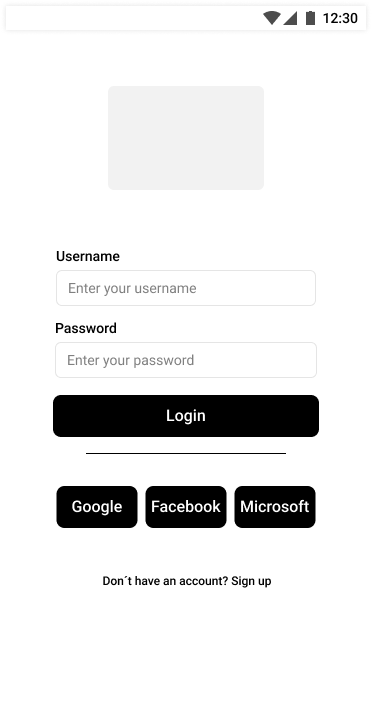 12:30
Username
Enter your username
Password
Enter your password
Login
Google Facebook Microsoft
Don´t have an account? Sign up